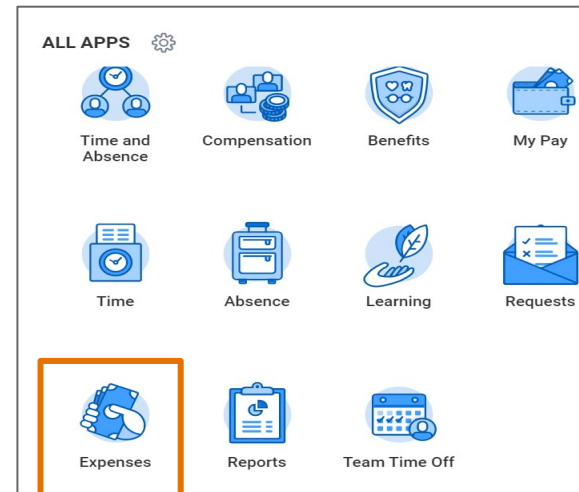 ALL APPS
Time and
Absence
Compensation
Benefits
My Pay
Time
Absence
Learning
Requests
Expenses
Reports
Team Time Off